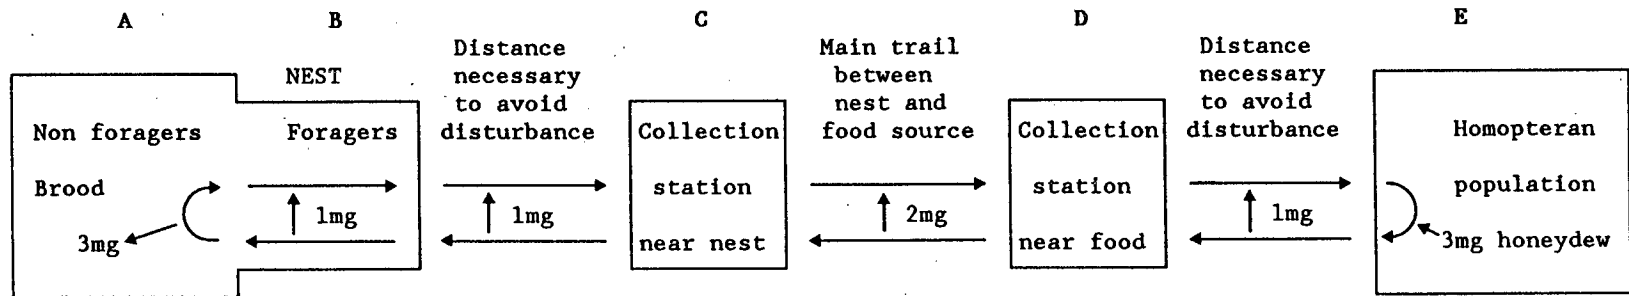 A B C D E
Distance
necessary
to avoid
disturbance
Main trail
between
nest and
food source
Distance
necessary
to avoid
disturbance
NEST
Non foragers Foragers Collection Collection Homopteran
Brood station station population
1mg 1mg 2mg 1mg
3mg near nest near food 3mg honeydew